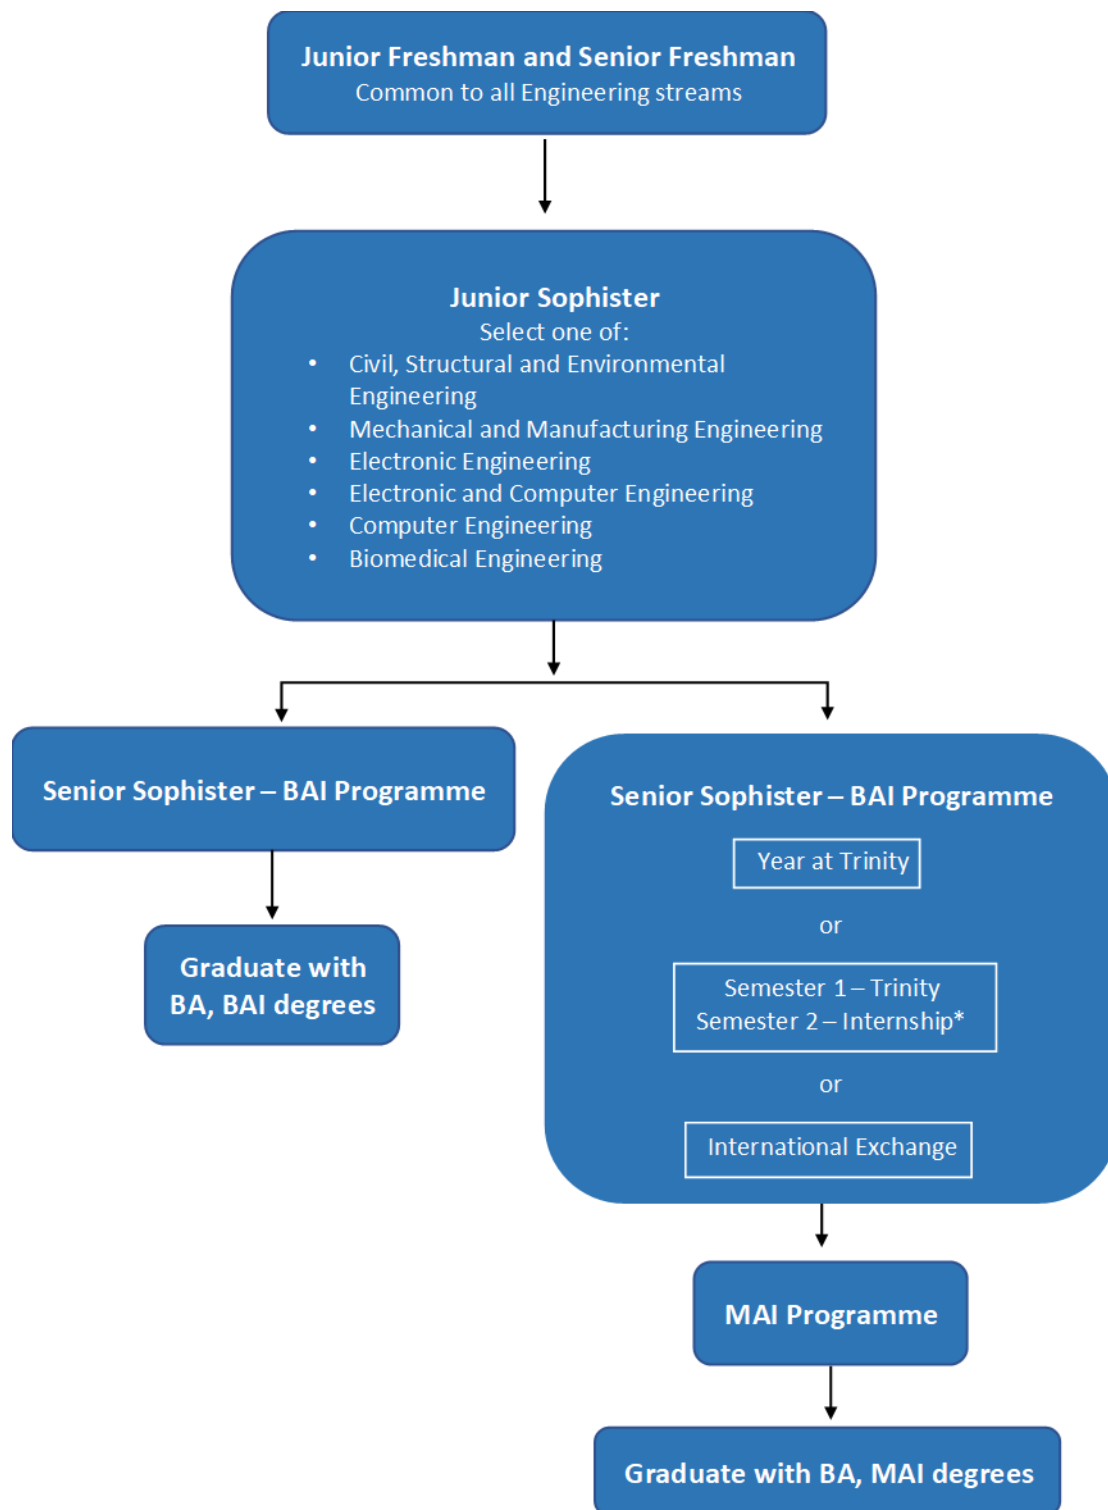 Junior Freshman and Senior Freshman
Common to all Engineering streams
Junior Sophister
Select one of:
• Civil, Structural and Environmental
Engineering
• Mechanical and Manufacturing Engineering
• Electronic Engineering
• Electronic and Computer Engineering
• Computer Engineering
• Biomedical Engineering
Senior Sophister – BAI Programme
Graduate with
BA, BAI degrees
Senior Sophister – BAI Programme
Year at Trinity
or
Semester 1 – Trinity
Semester 2 – Internship*
or
International Exchange
MAI Programme
Graduate with BA, MAI degrees